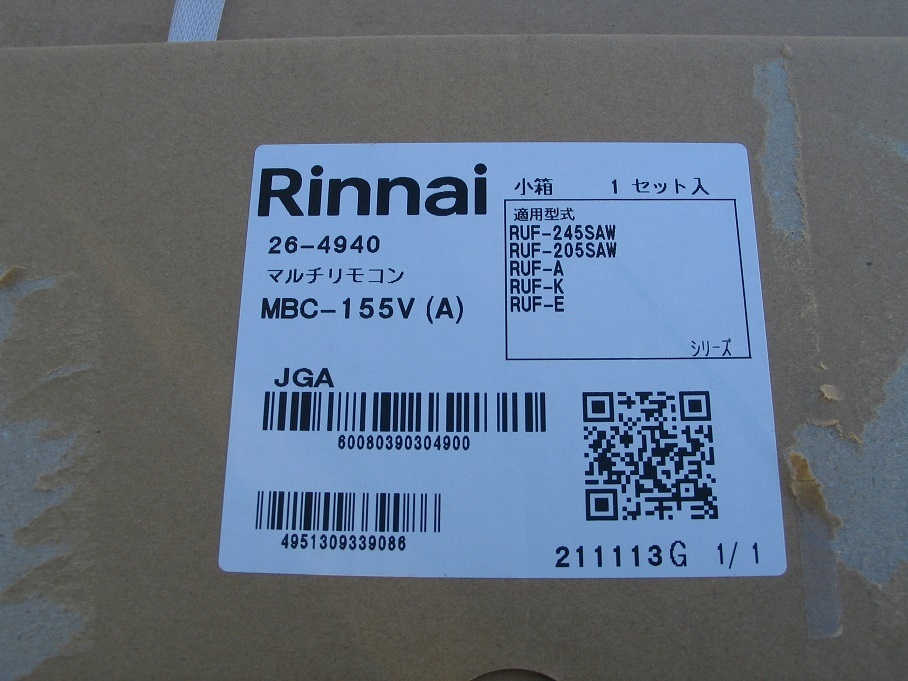 Rinnai
小箱 1 セット入
26-4940
マルチリモコン
MBC-155V (A)
適用型式
RUF-245SAW
RUF-205SAW
RUF-A
RUF-K
RUF-E
シリーズ
JGA
60080390304900
4951309339086
211113G 1/1